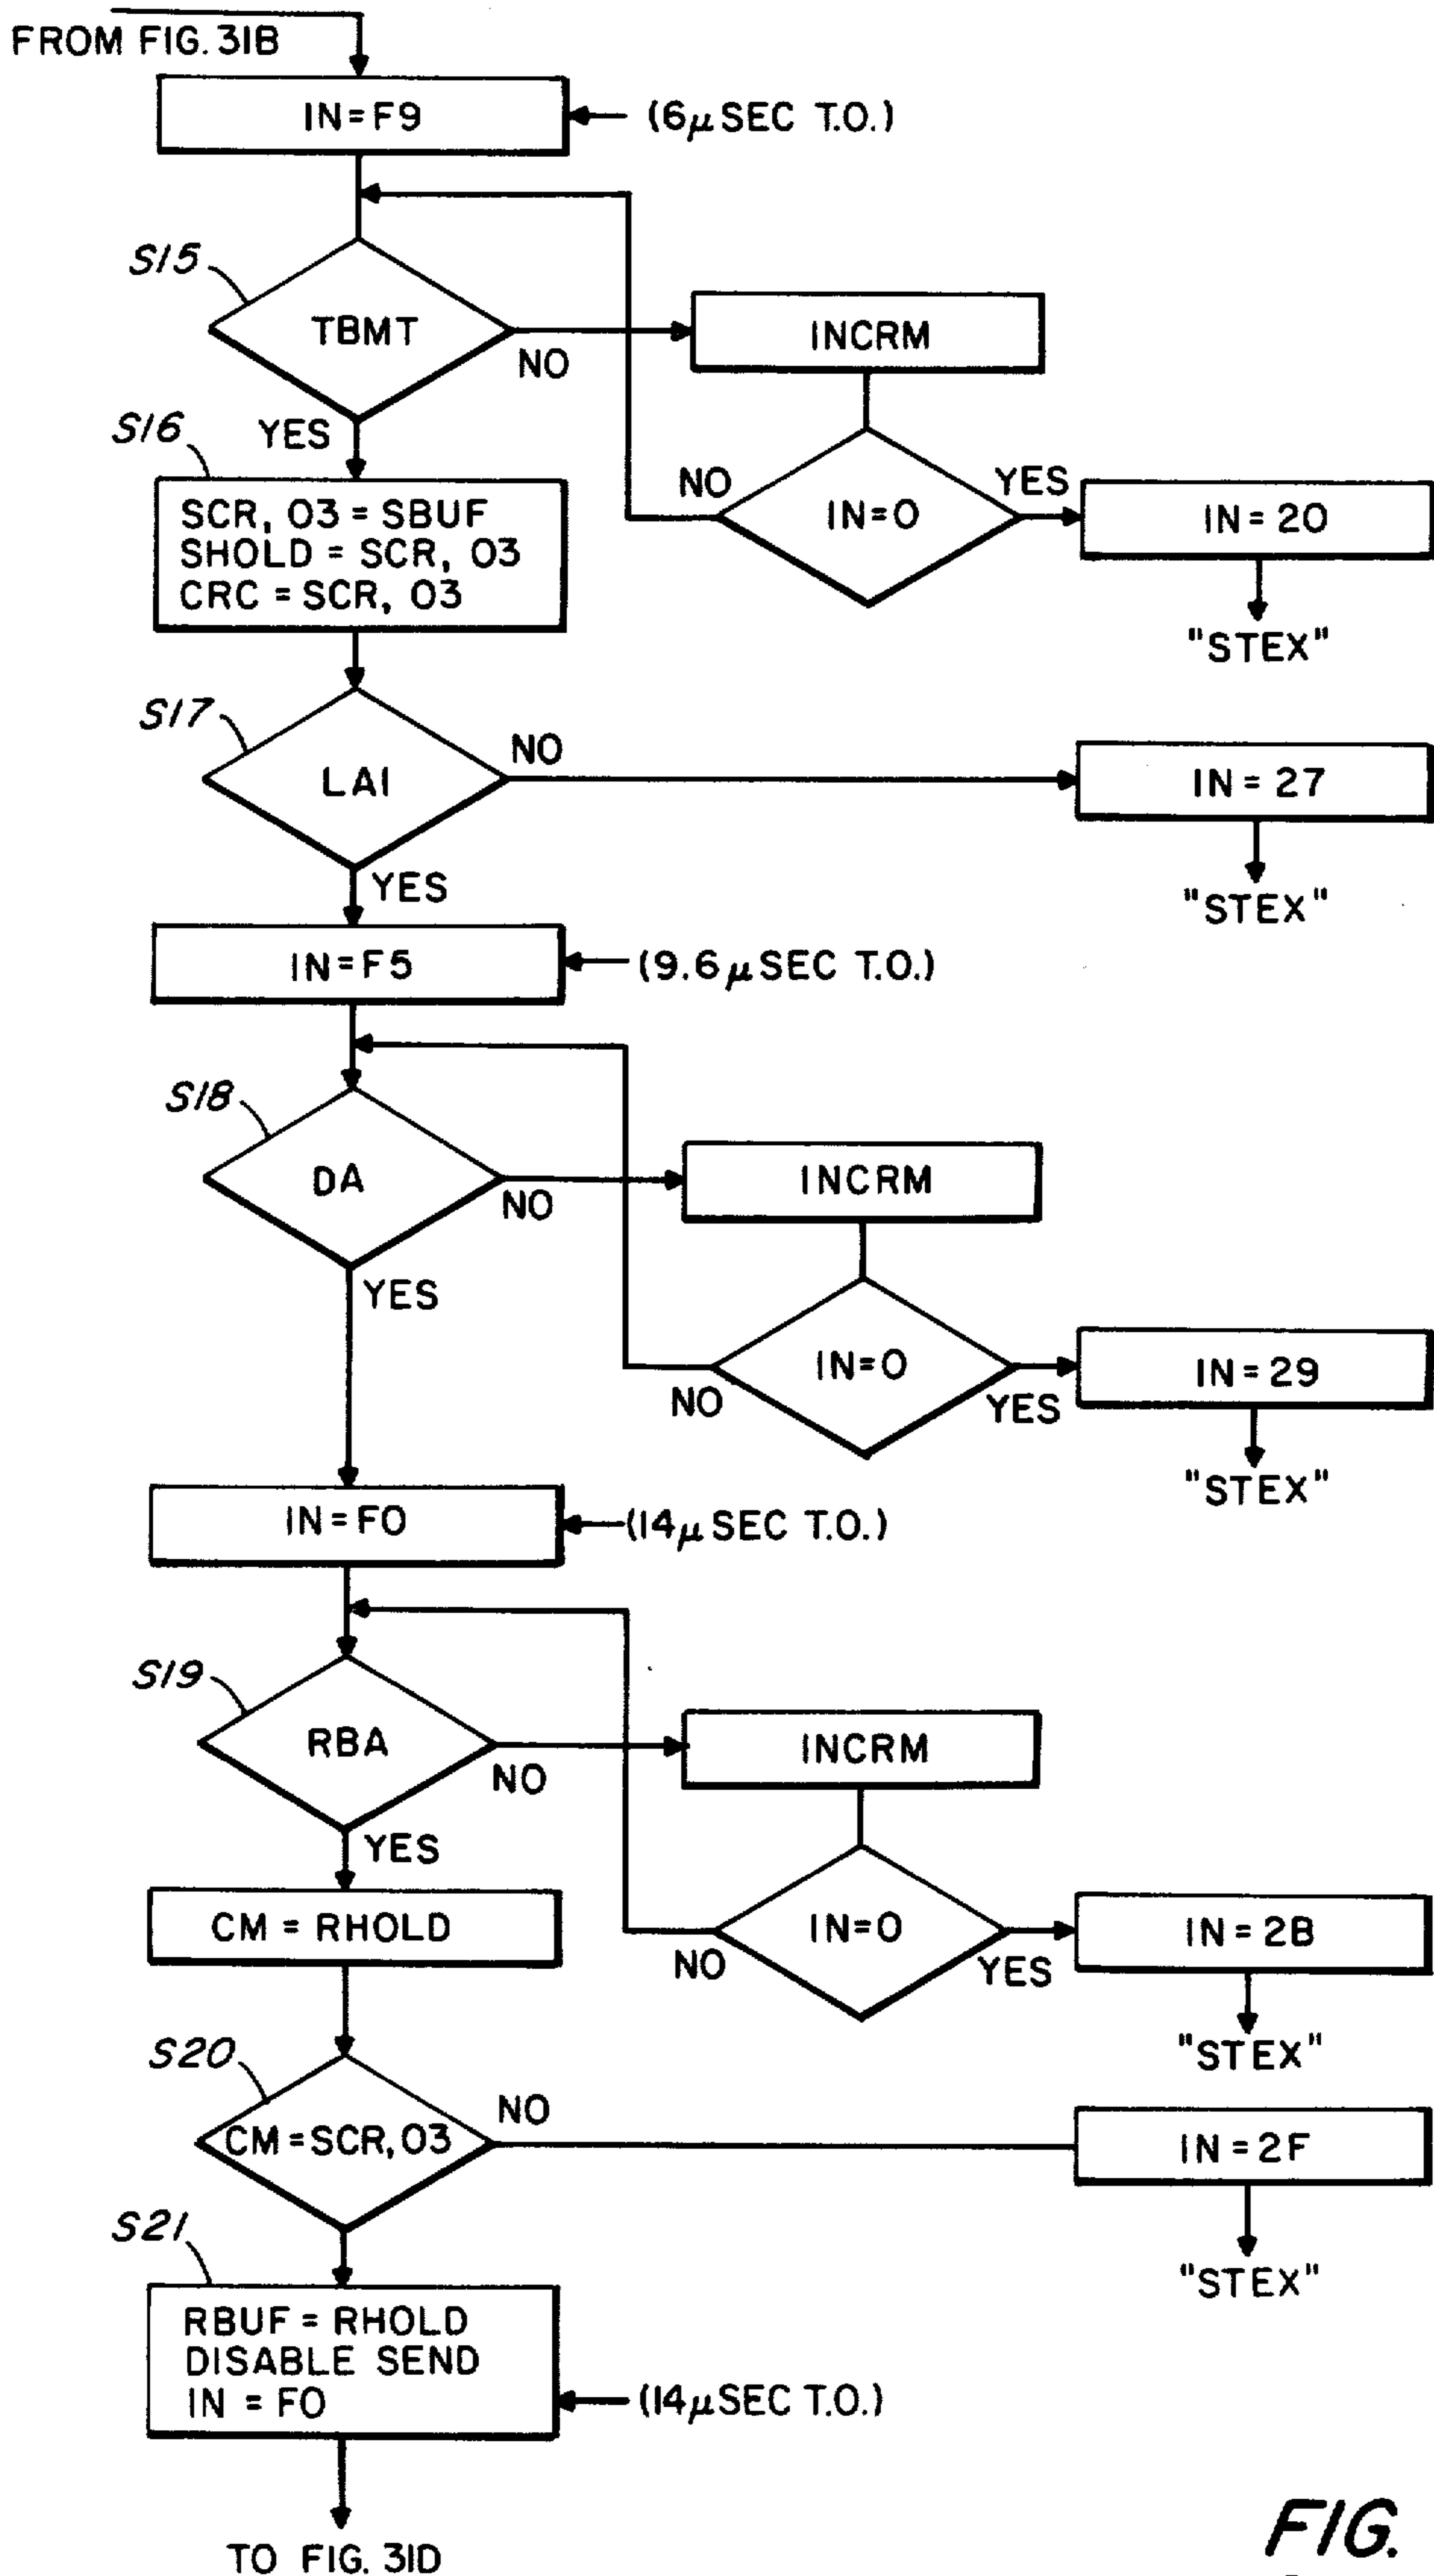 FROM FIG. 31B
IN=F9
(6μSEC T.O.)
S15
TBMT
NO
INCRM
S16
YES
NO
IN=0
YES
IN=20
SCR, 03 = SBUF
SHOLD = SCR, 03
CRC = SCR, 03
"STEX"
S17
LAI
NO
IN=27
YES
"STEX"
IN=F5
(9.6μSEC T.O.)
S18
DA
NO
INCRM
YES
IN=0
NO
YES
IN=29
"STEX"
IN=F0
(14μSEC T.O.)
S19
RBA
NO
INCRM
YES
CM = RHOLD
IN=0
NO
YES
IN=2B
"STEX"
S20
CM=SCR,03
NO
IN=2F
"STEX"
S21
RBUF = RHOLD
DISABLE SEND
IN = F0
(14μSEC T.O.)
TO FIG. 31D
FIG.